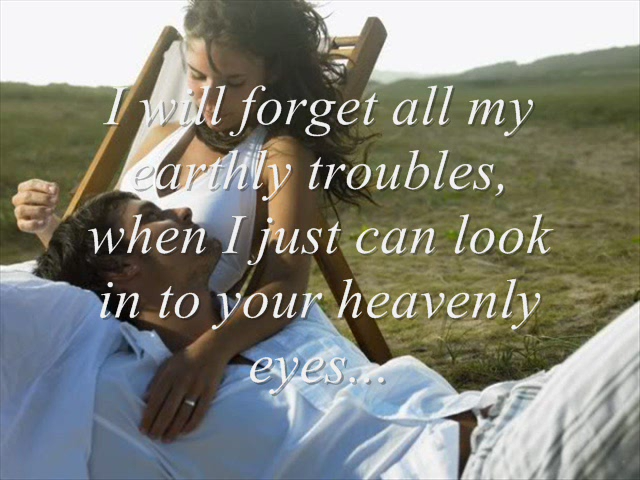 I will forget all my
earthly troubles,
when I just can look
in to your heavenly
eyes...